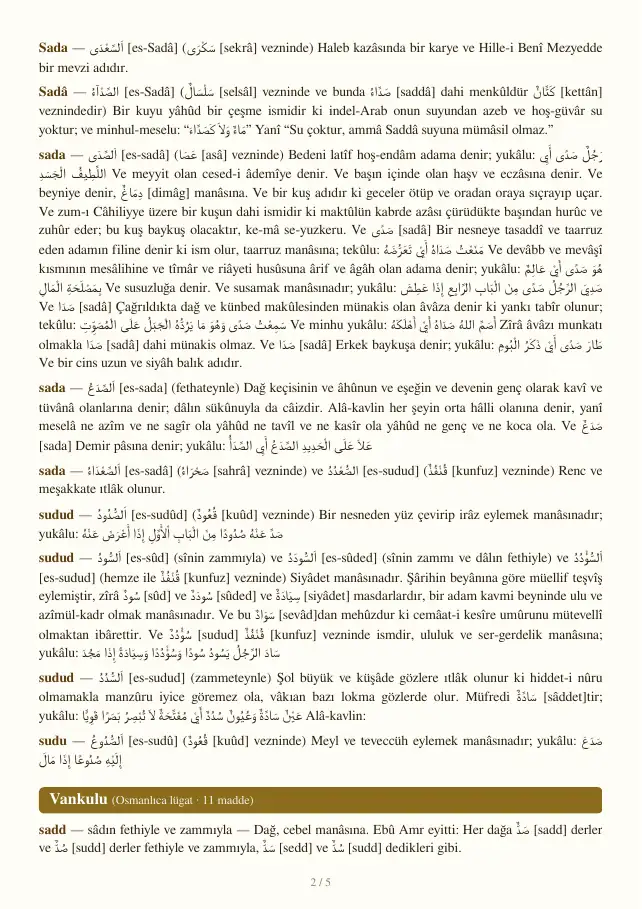 Sada — اَلسَّعْدَى [es-Sadâ] (سَكْرَى [sekrâ] vezninde) Haleb kazâsında bir karye ve Hille-i Benî Mezyedde
bir mevzi adıdır.
Sadâ — اَلصَّدَّاءُ [es-Sadâ] (سَلْسَالٌ [selsâl] vezninde ve bunda صَدَّاءُ [saddâ] dahi menkûldür كَتَّانٌ [kettân]
veznindedir) Bir kuyu yâhûd bir çeşme ismidir ki indel-Arab onun suyundan azeb ve hoş-güvâr su
yoktur; ve minhul-meselu: “مَاءٌ وَلَا كَصَدَّاءَ” Yanî “Su çoktur, ammâ Saddâ suyuna mümâsil olmaz.”
sada — اَلصَّدَى [es-sadâ] (عَصَا [asâ] vezninde) Bedeni latîf hoş-endâm adama denir; yukâlu: رَجُلٌ صَدًى أَيِ
اللَّطِيفُ الْجَسَدِ Ve meyyit olan cesed-i âdemîye denir. Ve başın içinde olan haşv ve eczâsına denir. Ve
beyniye denir, دِمَاغٌ [dimâg] manâsına. Ve bir kuş adıdır ki geceler ötüp ve oradan oraya sıçrayıp uçar.
Ve zum-ı Câhiliyye üzere bir kuşun dahi ismidir ki maktûlün kabrde azâsı çürüdükte başından hurûc ve
zuhûr eder; bu kuş baykuş olacaktır, ke-mâ se-yuzkeru. Ve صَدًى [sadâ] Bir nesneye tasaddî ve taarruz
eden adamın filine denir ki ism olur, taarruz manâsına; tekûlu: مَنَعْتُ صَدَاهُ أَيْ تَعَرُّضَهُ Ve devâbb ve mevâşî
kısmının mesâlihine ve tîmâr ve riâyeti husûsuna ârif ve âgâh olan adama denir; yukâlu: هُوَ صَدَى أَيْ عَالِمٌ
بِمَصْلَحَةِ الْمَالِ Ve susuzluğa denir. Ve susamak manâsınadır; yukâlu: صَدِيَ الرَّجُلُ صَدًى مِنَ الْبَابِ الرَّابِعِ إِذَا عَطِشَ
Ve صَدَا [sadâ] Çağrıldıkta dağ ve künbed makûlesinden münakis olan âvâza denir ki yankı tabîr olunur;
tekûlu: سَمِعْتُ صَدًى وَهُوَ مَا يَرُدُّهُ الْجَبَلُ عَلَى الْمُصَوِّتِ Ve minhu yukâlu: أَصَمَّ اللهُ صَدَاهُ أَيْ أَهْلَكَهُ Zîrâ âvâzı munkatı
olmakla صَدَا [sadâ] dahi münakis olmaz. Ve صَدَا [sadâ] Erkek baykuşa denir; yukâlu: طَارَ صَدًى أَيْ ذَكَرُ الْبُومِ
Ve bir cins uzun ve siyâh balık adıdır.
sada — اَلصَّدَعُ [es-sada] (fethateynle) Dağ keçisinin ve âhûnun ve eşeğin ve devenin genç olarak kavî ve
tüvânâ olanlarına denir; dâlın sükûnuyla da câizdir. Alâ-kavlin her şeyin orta hâlli olanına denir, yanî
meselâ ne azîm ve ne sagîr ola yâhûd ne tavîl ve ne kasîr ola yâhûd ne genç ve ne koca ola. Ve صَدَعٌ
[sada] Demir pâsına denir; yukâlu: عَلَا عَلَى الْحَدِيدِ الصَّدَعُ أَيِ الصَّدَأُ
sada — اَلصَّعْدَاءُ [es-sadâ] (صَحْرَاءُ [sahrâ] vezninde) ve اَلصُّعْدُدُ [es-sudud] (قُنْفُذٌ [kunfuz] vezninde) Renc ve
meşakkate ıtlâk olunur.
sudud — اَلصُّدُودُ [es-sudûd] (قُعُودٌ [kuûd] vezninde) Bir nesneden yüz çevirip irâz eylemek manâsınadır;
yukâlu: صَدَّ عَنْهُ صُدُودًا مِنَ الْبَابِ اْلأَوَّلِ إِذَا أَعْرَضَ عَنْهُ
sudud — اَلسُّودُ [es-sûd] (sînin zammıyla) ve اَلسُّودَدُ [es-sûded] (sînin zammı ve dâlın fethiyle) ve اَلسُّؤْدُدُ
[es-sudud] (hemze ile قُنْفُذٌ [kunfuz] vezninde) Siyâdet manâsınadır. Şârihin beyânına göre müellif teşvîş
eylemiştir, zîrâ سُودٌ [sûd] ve سُودَدٌ [sûded] ve سِيَادَةٌ [siyâdet] masdarlardır, bir adam kavmi beyninde ulu ve
azîmül-kadr olmak manâsınadır. Ve bu سَوَادٌ [sevâd]dan mehûzdur ki cemâat-i kesîre umûrunu mütevellî
olmaktan ibârettir. Ve سُؤْدُدٌ [sudud] قُنْفُذٌ [kunfuz] vezninde ismdir, ululuk ve ser-gerdelik manâsına;
yukâlu: سَادَ الرَّجُلُ يَسُودُ سُودًا وَسُؤْدُدًا وَسِيَادَةً إِذَا مَجُدَ
sudud — اَلسُّدُدُ [es-sudud] (zammeteynle) Şol büyük ve küşâde gözlere ıtlâk olunur ki hiddet-i nûru
olmamakla manzûru iyice göremez ola, vâkıan bazı lokma gözlerde olur. Müfredi سَادَّةٌ [sâddet]tir;
yukâlu: عَيْنٌ سَادَّةٌ وَعُيُونٌ سُدُدٌ أَيْ مُفَتَّحَةٌ لَا تُبْصِرُ بَصَرًا قَوِيًّا Alâ-kavlin:
sudu — اَلصُّدُوعُ [es-sudû] (قُعُودٌ [kuûd] vezninde) Meyl ve teveccüh eylemek manâsınadır; yukâlu: صَدَعَ
إِلَيْهِ صُدُوعًا إِذَا مَالَ
Vankulu (Osmanlıca lügat · 11 madde)
sadd — sâdın fethiyle ve zammıyla — Dağ, cebel manâsına. Ebû Amr eyitti: Her dağa صَدٌّ [sadd] derler
ve صُدٌّ [sudd] derler fethiyle ve zammıyla, سَدٌّ [sedd] ve سُدٌّ [sudd] dedikleri gibi.
2 / 5